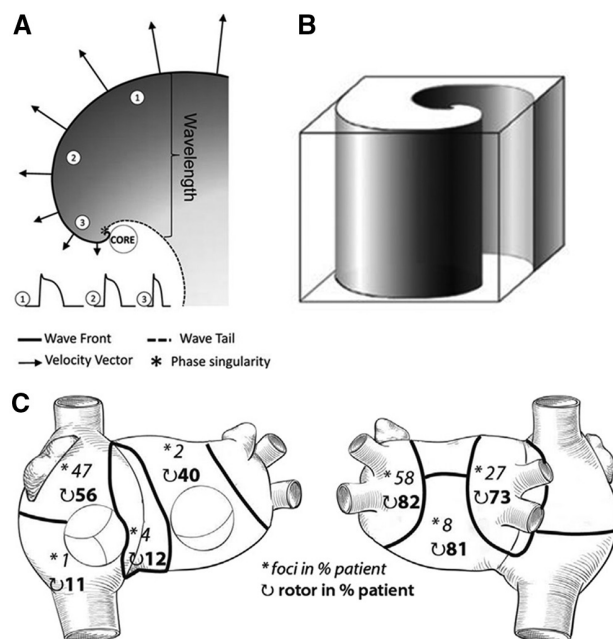 A
B
1
2
3
Wavelength
*
CORE
1 2 3
Wave Front
Wave Tail
Velocity Vector
* Phase singularity
C
*47
↻56
*2
↻40
*4
↻12
*1
↻11
*58
↻82
*27
↻73
*8
↻81
* foci in % patient
↻ rotor in % patient